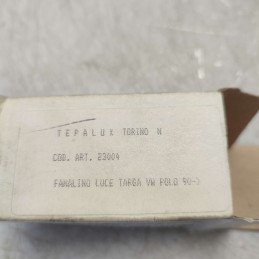 TEPALUX TORINO N
COD. ART. 23004
FANALINO LUCE TARGA VW POLO 90->